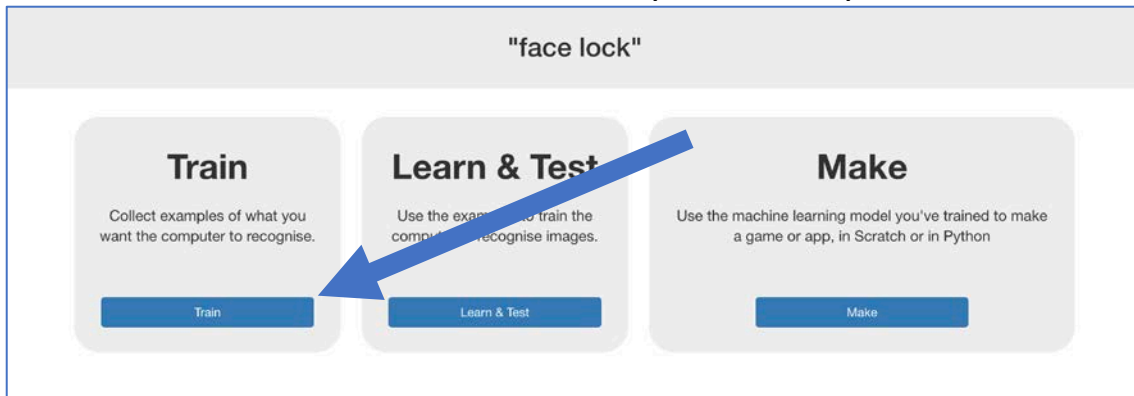 "face lock"
Train
Collect examples of what you
want the computer to recognise.
Train
Learn & Test
Use the to train the
recognise images.
Learn & Test
Make
Use the machine learning model you've trained to make
a game or app, in Scratch or in Python
Make